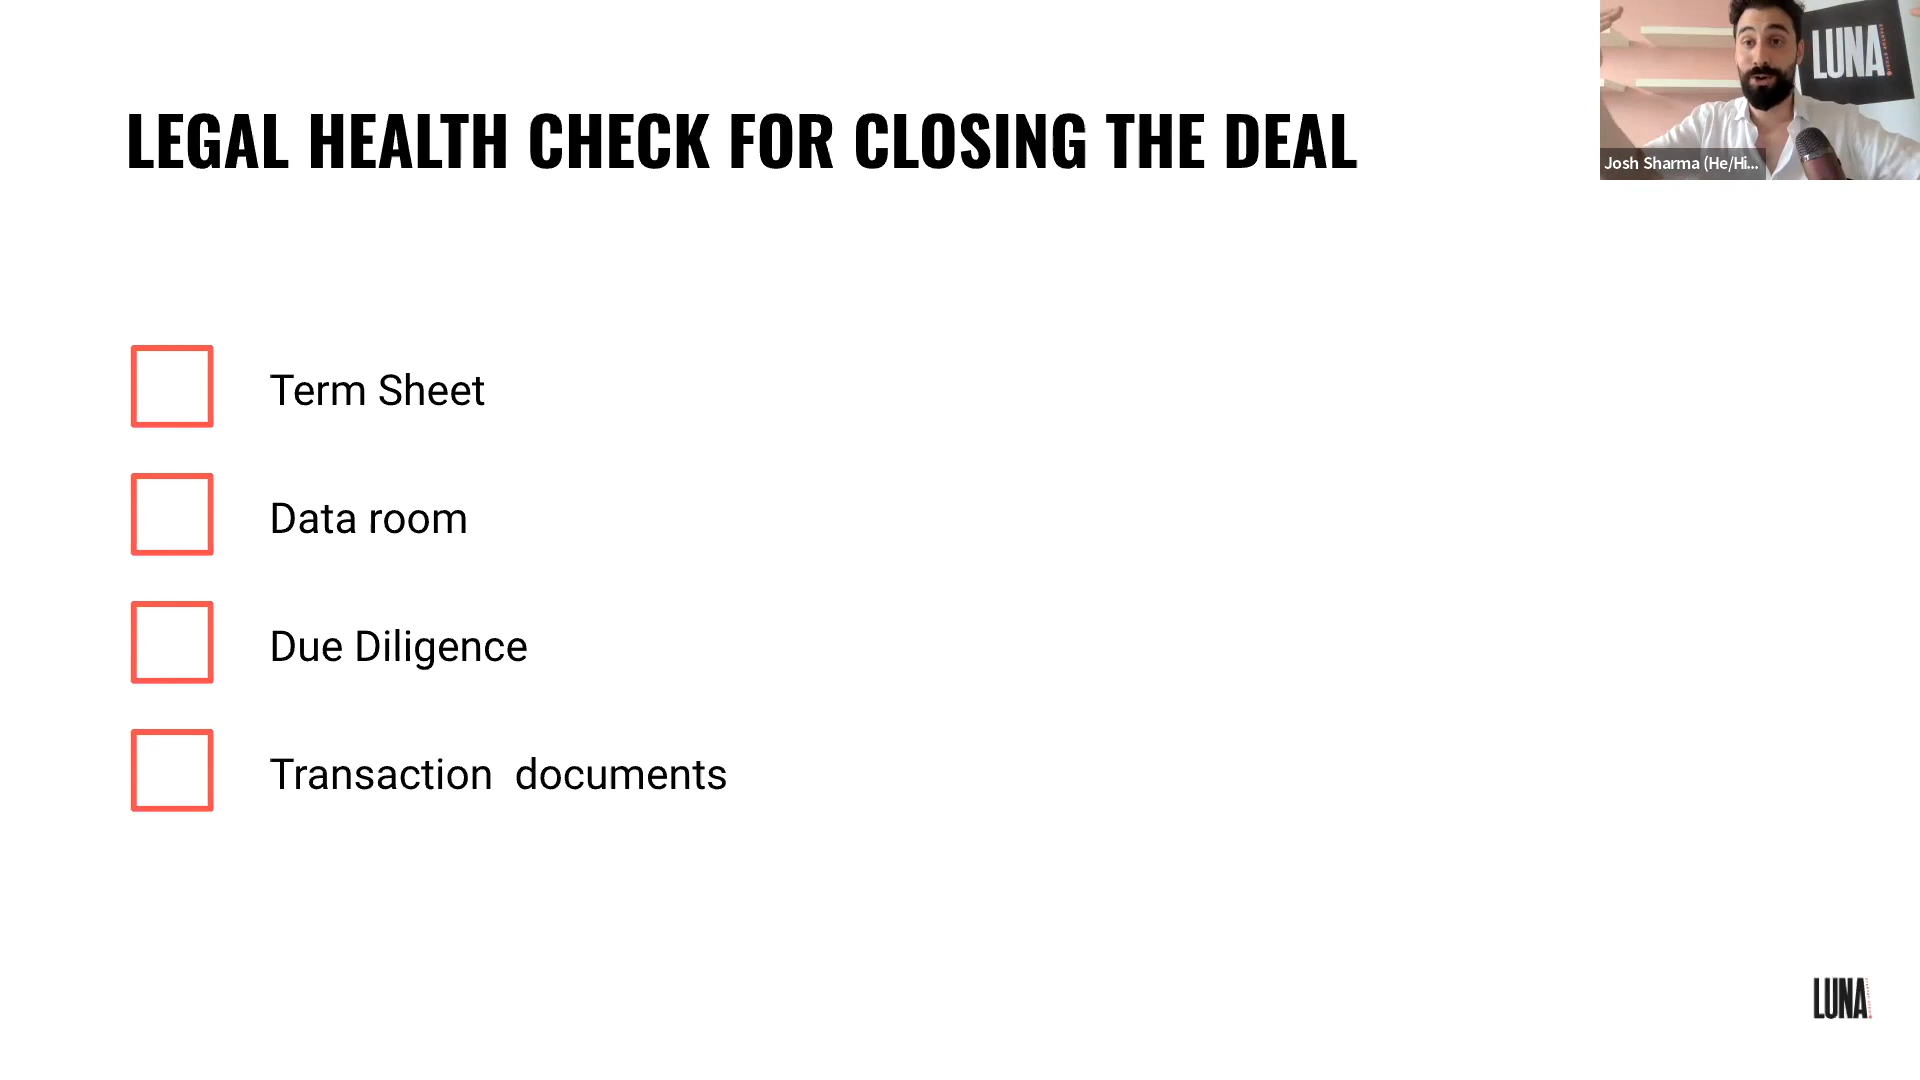 LUNA
LEGAL HEALTH CHECK FOR CLOSING THE DEAL
Josh Sharma (He/Hi...
Term Sheet
Data room
Due Diligence
Transaction  documents
LUNA